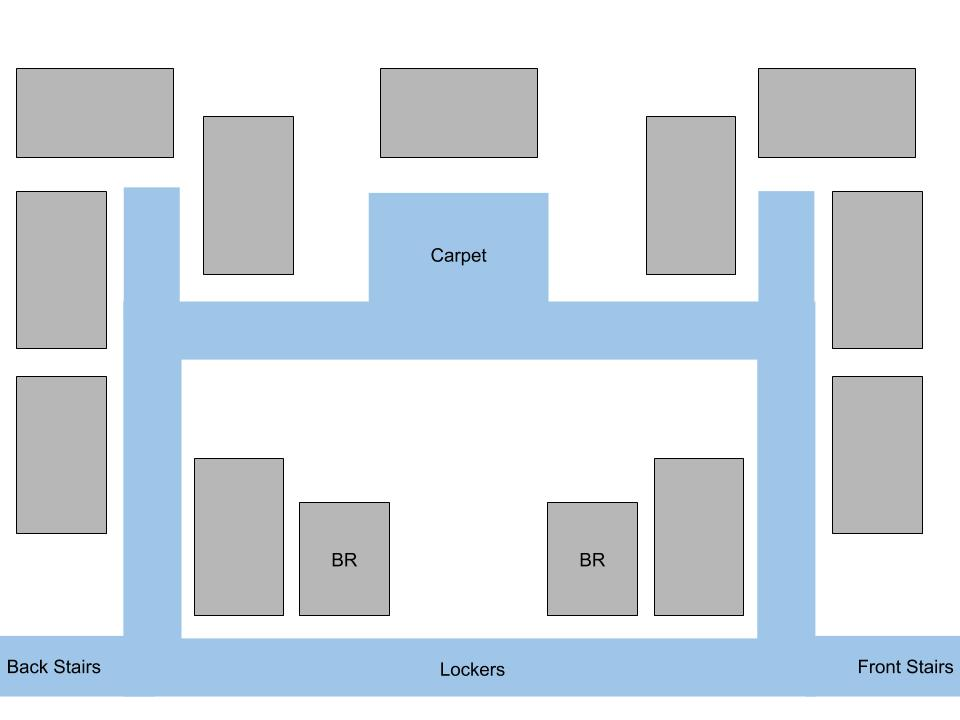 Carpet
BR
BR
Back Stairs
Lockers
Front Stairs